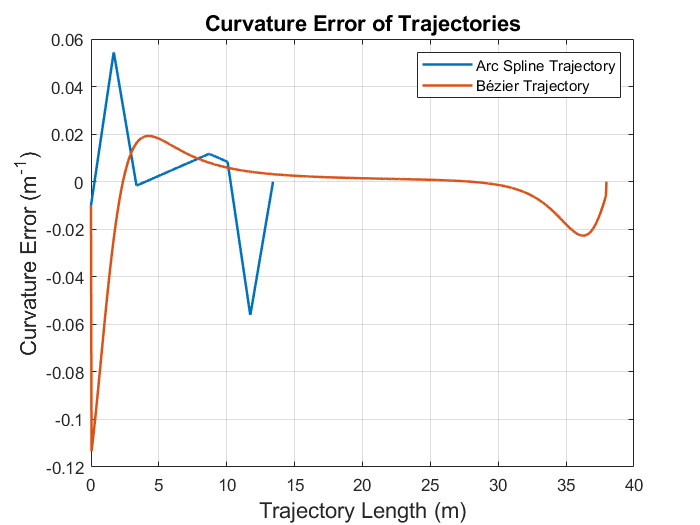 Curvature Error of Trajectories
Arc Spline Trajectory
Bézier Trajectory
0.06
0.04
0.02
0
-0.02
-0.04
-0.06
-0.08
-0.1
-0.12
Curvature Error (m⁻¹)
0 5 10 15 20 25 30 35 40
Trajectory Length (m)